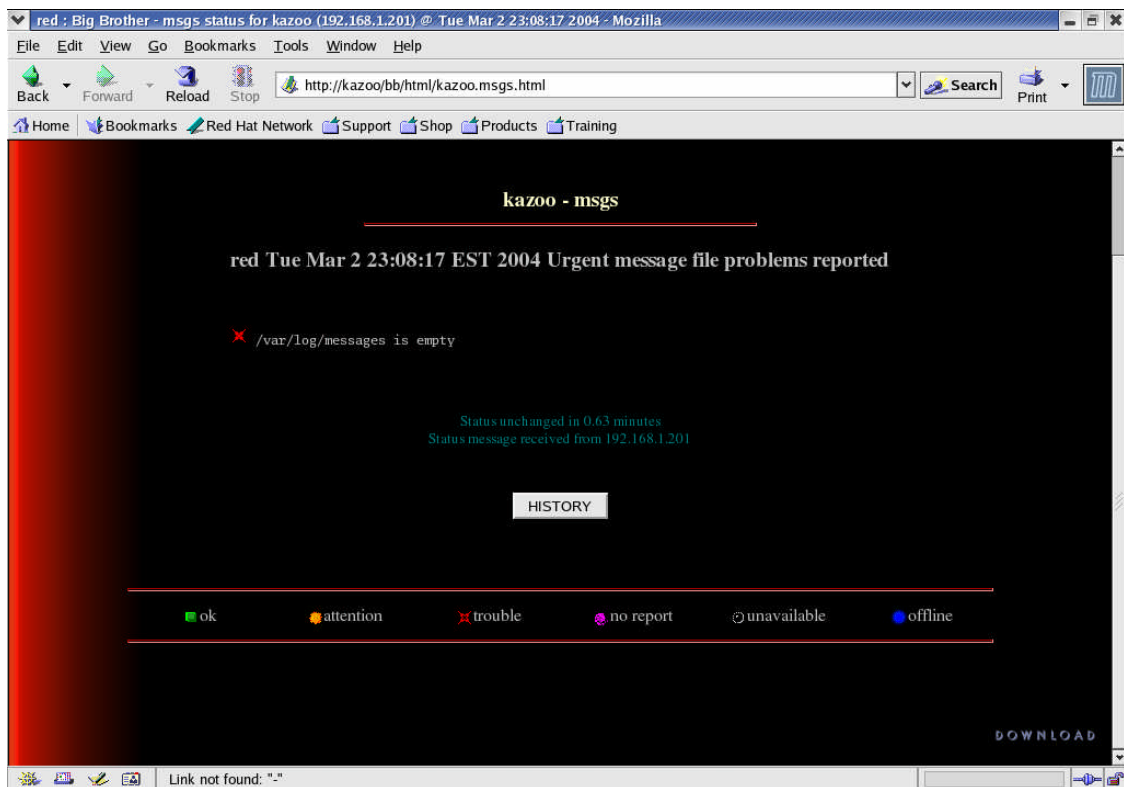 red : Big Brother - msgs status for kazoo (192.168.1.201) @ Tue Mar 2 23:08:17 2004 - Mozilla
File Edit View Go Bookmarks Tools Window Help
Back Forward Reload Stop http://kazoo/bb/html/kazoo.msgs.html Search Print
Home Bookmarks Red Hat Network Support Shop Products Training
kazoo - msgs
red Tue Mar 2 23:08:17 EST 2004 Urgent message file problems reported
/var/log/messages is empty
Status unchanged in 0.63 minutes
Status message received from 192.168.1.201
HISTORY
ok attention trouble no report unavailable offline
DOWNLOAD
Link not found: "-"